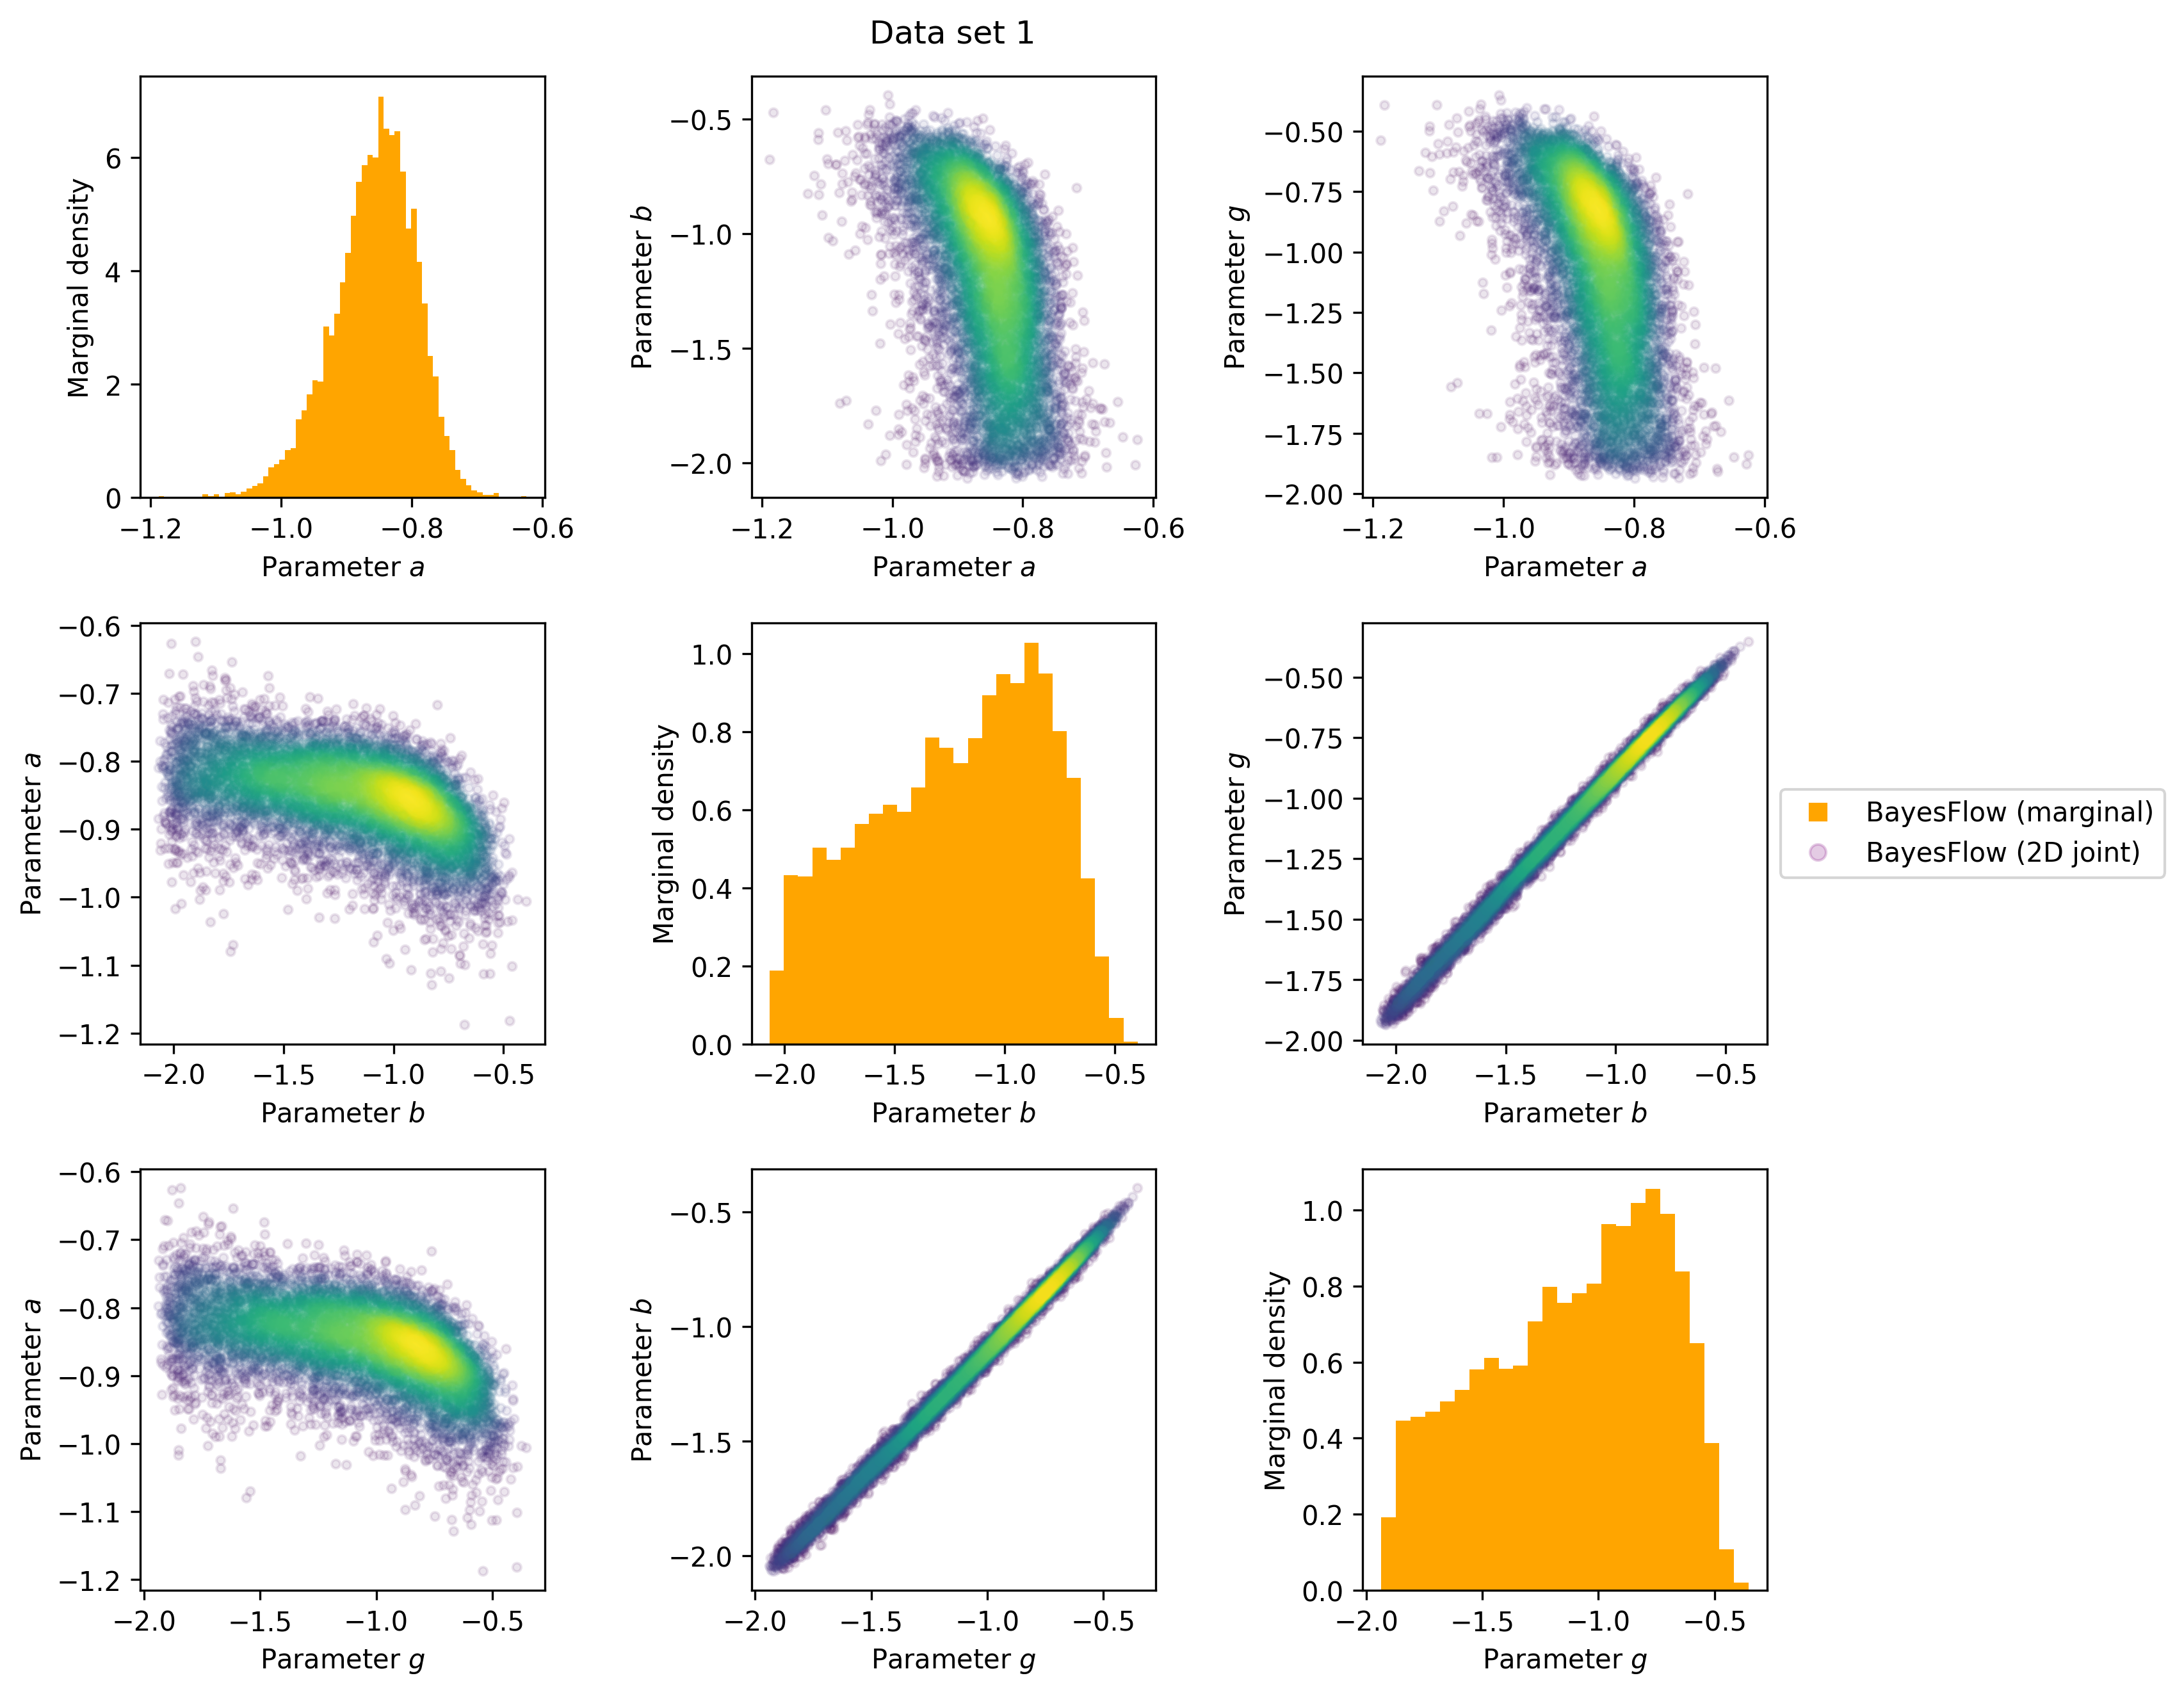 Data set 1
Marginal density
6
4
2
0
−1.2 −1.0 −0.8 −0.6
Parameter a
Parameter b
−0.5
−1.0
−1.5
−2.0
−1.2 −1.0 −0.8 −0.6
Parameter a
Parameter g
−0.50
−0.75
−1.00
−1.25
−1.50
−1.75
−2.00
−1.2 −1.0 −0.8 −0.6
Parameter a
Parameter a
−0.6
−0.7
−0.8
−0.9
−1.0
−1.1
−1.2
−2.0 −1.5 −1.0 −0.5
Parameter b
Marginal density
1.0
0.8
0.6
0.4
0.2
0.0
−2.0 −1.5 −1.0 −0.5
Parameter b
Parameter g
−0.50
−0.75
−1.00
−1.25
−1.50
−1.75
−2.00
−2.0 −1.5 −1.0 −0.5
Parameter b
BayesFlow (marginal)
BayesFlow (2D joint)
Parameter a
−0.6
−0.7
−0.8
−0.9
−1.0
−1.1
−1.2
−2.0 −1.5 −1.0 −0.5
Parameter g
Parameter b
−0.5
−1.0
−1.5
−2.0
−2.0 −1.5 −1.0 −0.5
Parameter g
Marginal density
1.0
0.8
0.6
0.4
0.2
0.0
−2.0 −1.5 −1.0 −0.5
Parameter g